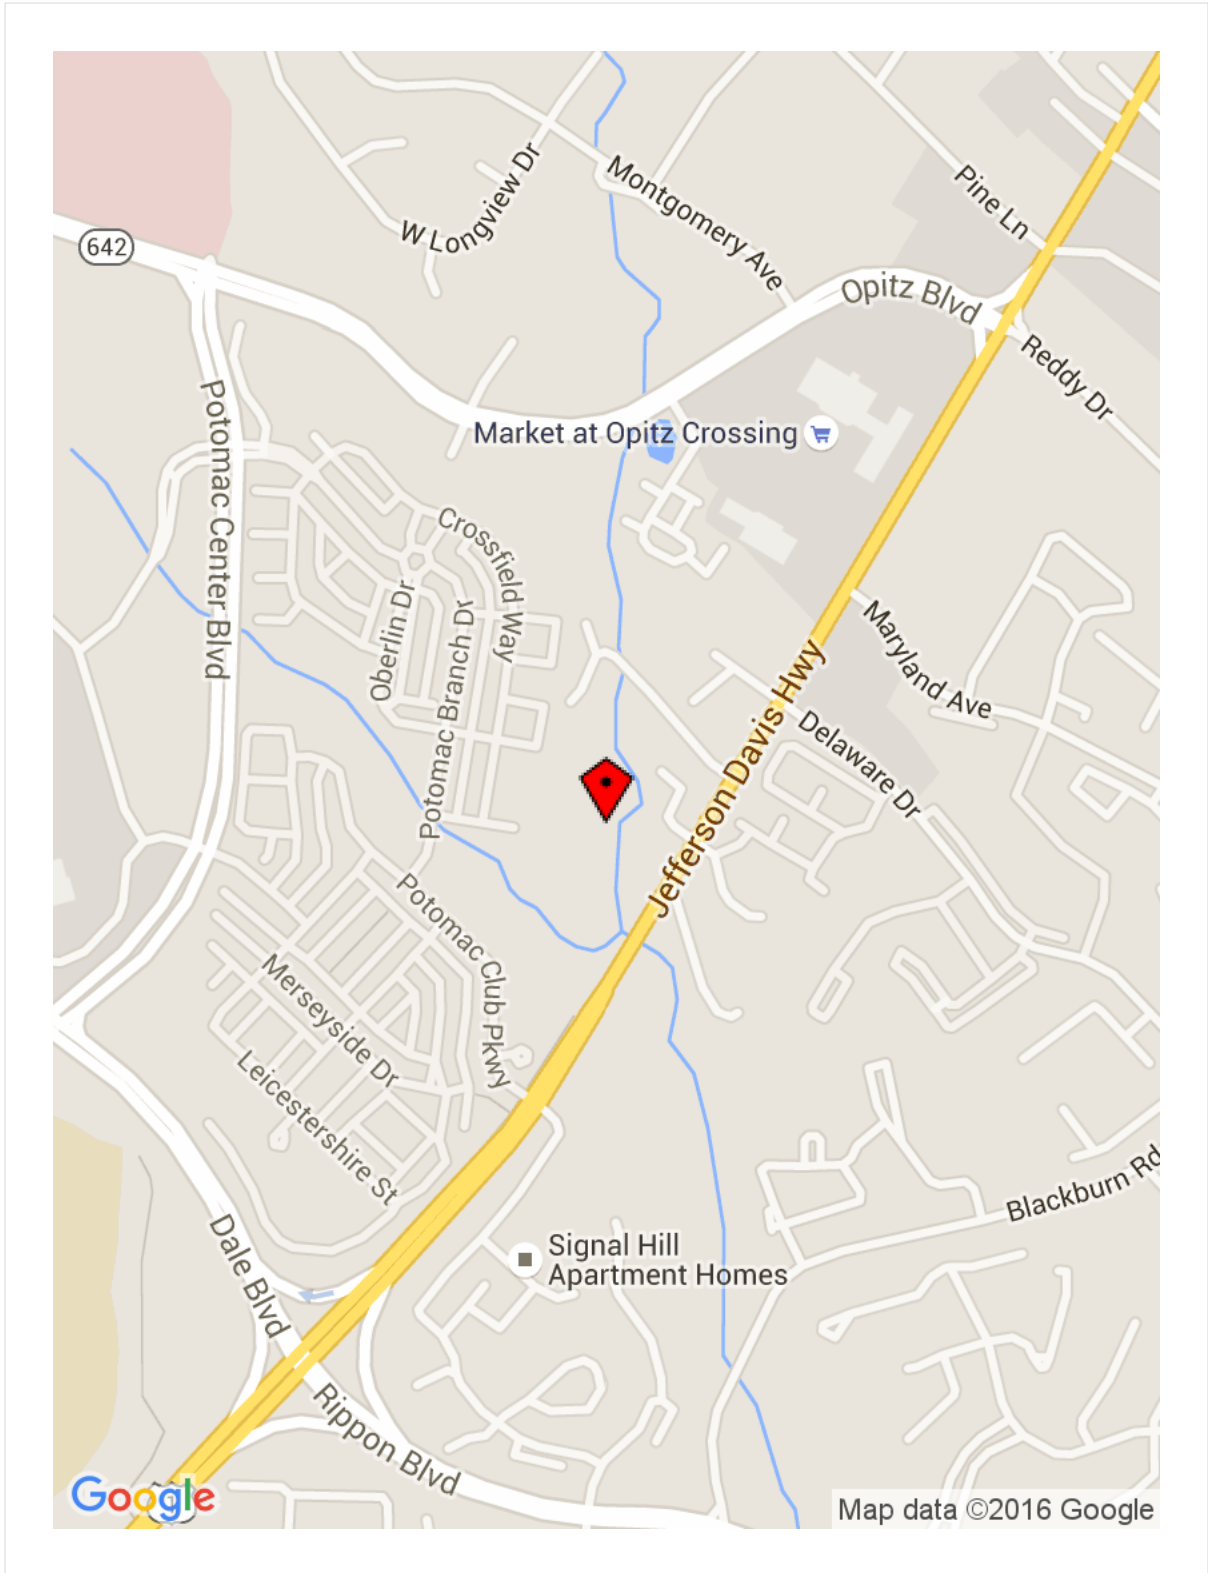 W Longview Dr
Montgomery Ave
Pine Ln
642
Opitz Blvd
Reddy Dr
Potomac Center Blvd
Market at Opitz Crossing
Crossfield Way
Oberlin Dr
Potomac Branch Dr
Maryland Ave
Jefferson Davis Hwy
Delaware Dr
Potomac Club Pkwy
Merseyside Dr
Leicestershire St
Blackburn Rd
Dale Blvd
Signal Hill
Apartment Homes
Rippon Blvd
Google
Map data ©2016 Google